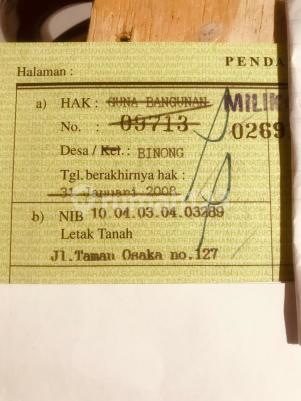 PENDA
Halaman :
a) HAK : GUNA BANGUNAN MILIK
No. : 09713 0269
Desa / Kel.: BINONG
Tgl. berakhirnya hak :
31 Januari 2008
b) NIB 10.04.03.04.03289
Letak Tanah
Jl.Taman Osaka no.127